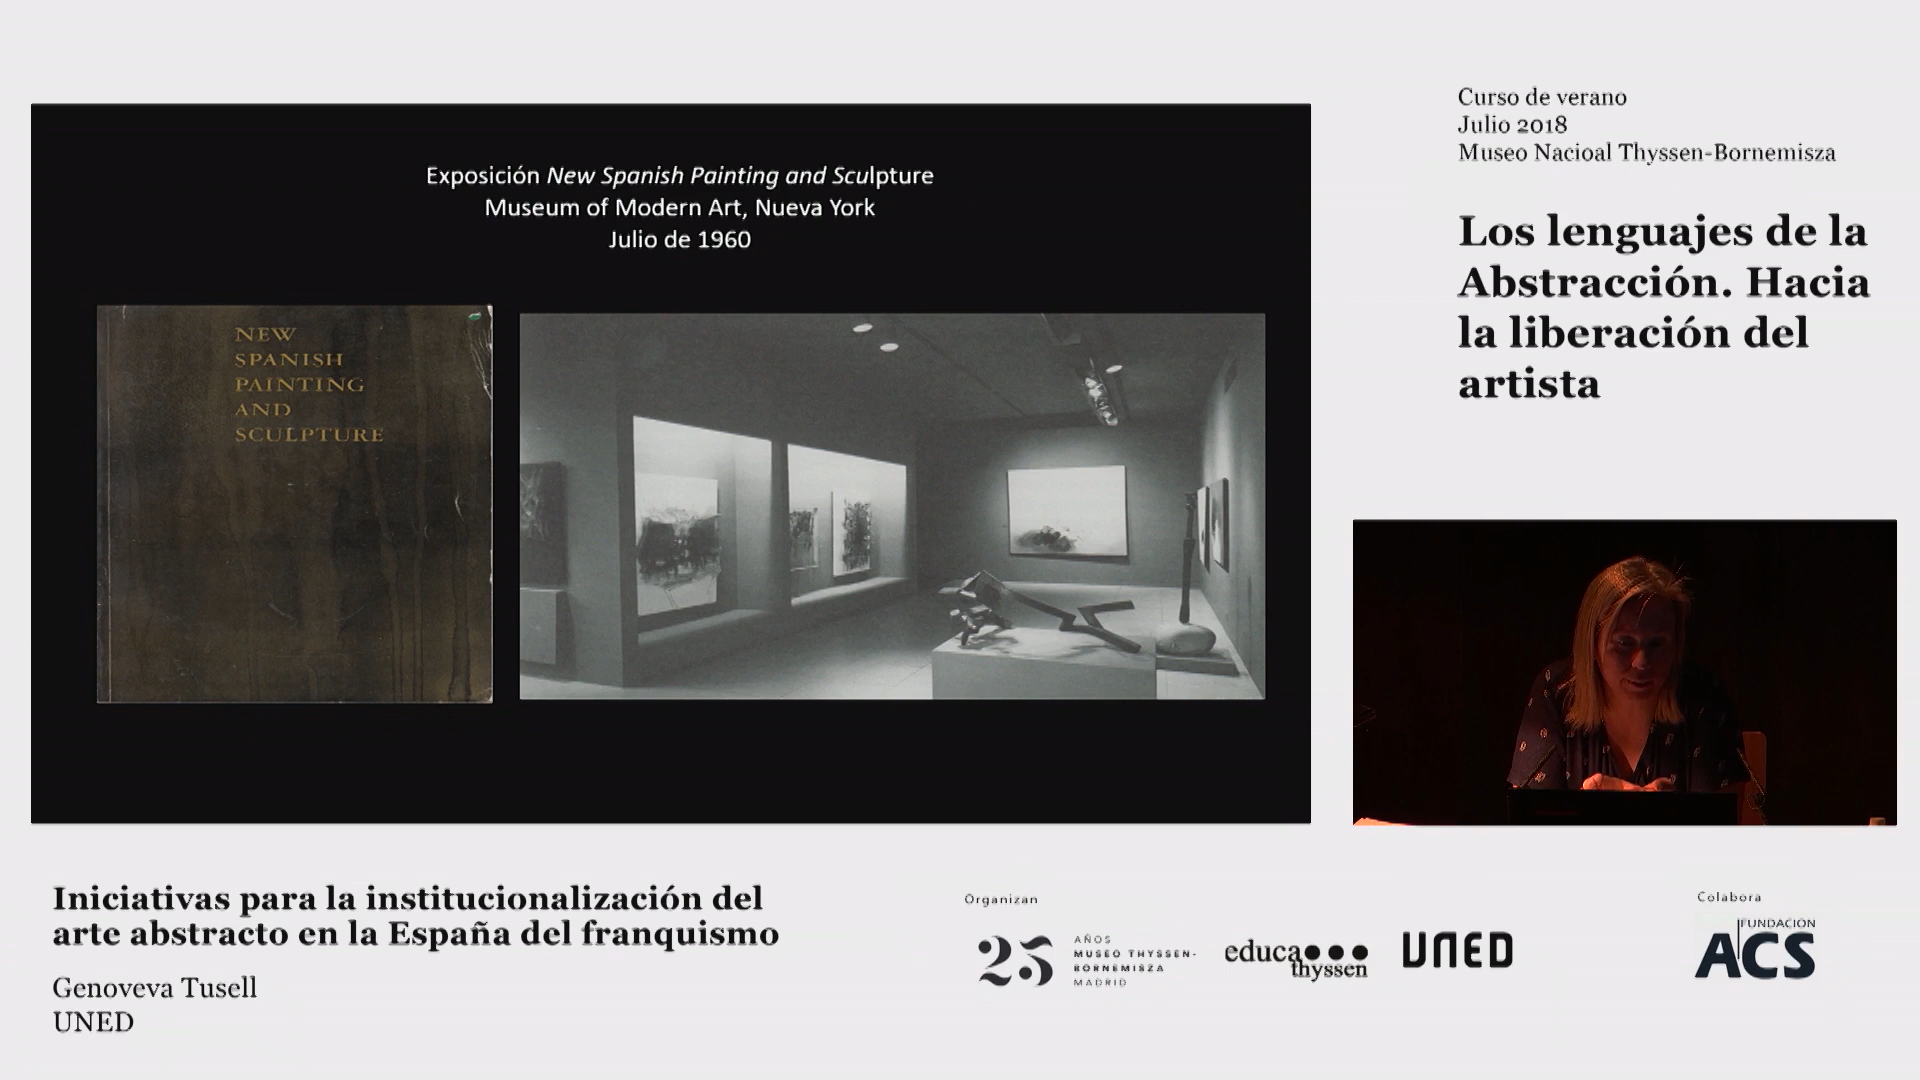 Curso de verano
Julio 2018
Museo Nacioal Thyssen-Bornemisza
Los lenguajes de la
Abstracción. Hacia
la liberación del
artista
Exposición New Spanish Painting and Sculpture
Museum of Modern Art, Nueva York
Julio de 1960
NEW
SPANISH
PAINTING
AND
SCULPTURE
Iniciativas para la institucionalización del
arte abstracto en la España del franquismo
Genoveva Tusell
UNED
Organizan
25
AÑOS
MUSEO THYSSEN-
BORNEMISZA
MADRID
educa
thyssen
UNED
Colabora
FUNDACIÓN
ACS